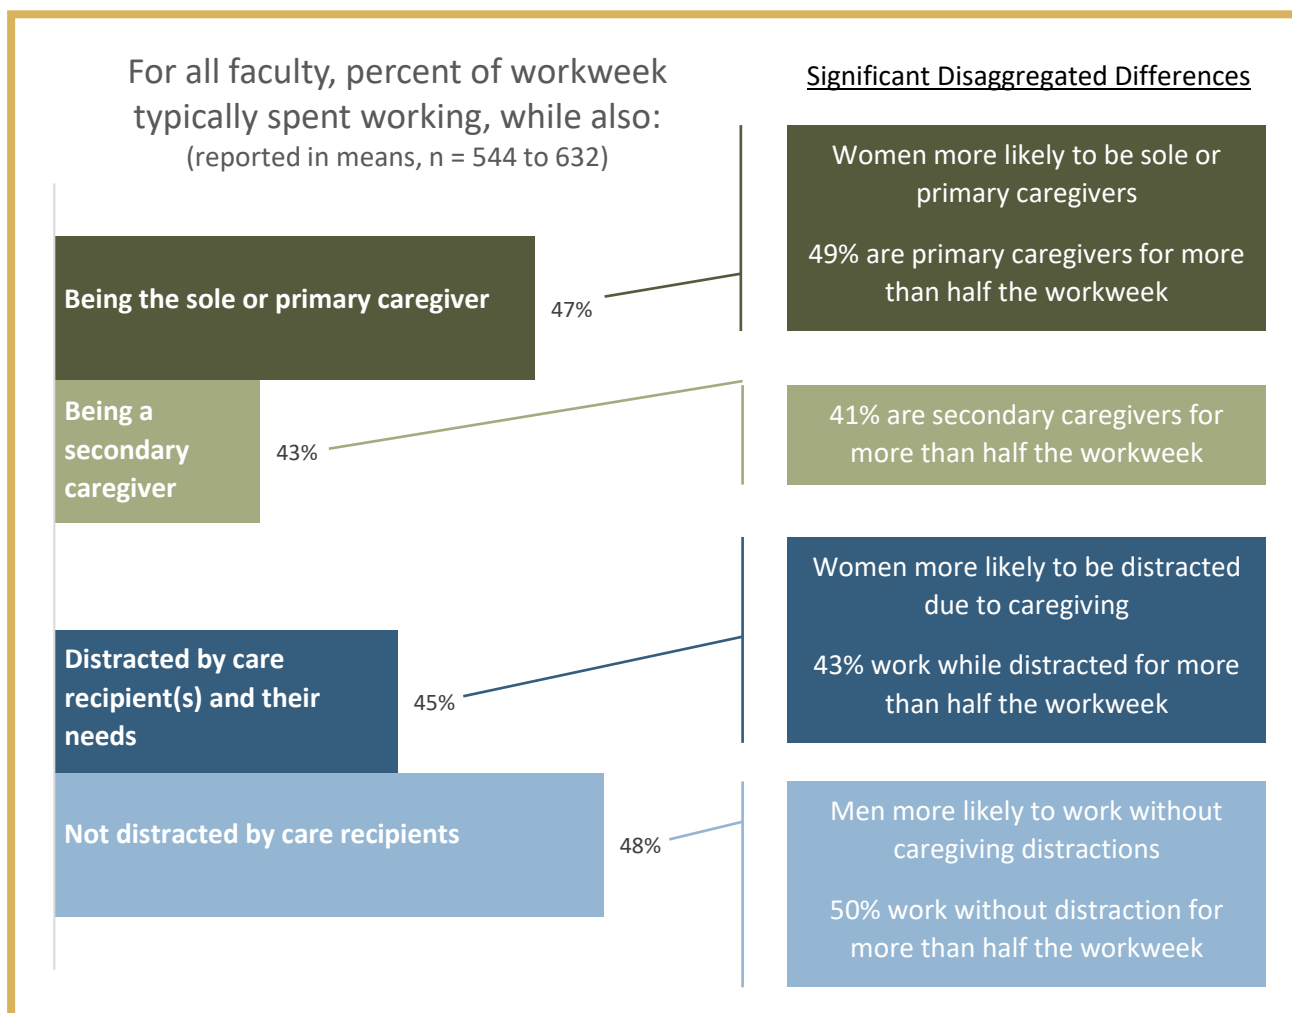 For all faculty, percent of workweek
typically spent working, while also:
(reported in means, n = 544 to 632)
Significant Disaggregated Differences
Being the sole or primary caregiver
47%
Women more likely to be sole or
primary caregivers
49% are primary caregivers for more
than half the workweek
Being a
secondary
caregiver
43%
41% are secondary caregivers for
more than half the workweek
Distracted by care
recipient(s) and their
needs
45%
Women more likely to be distracted
due to caregiving
43% work while distracted for more
than half the workweek
Not distracted by care recipients
48%
Men more likely to work without
caregiving distractions
50% work without distraction for
more than half the workweek